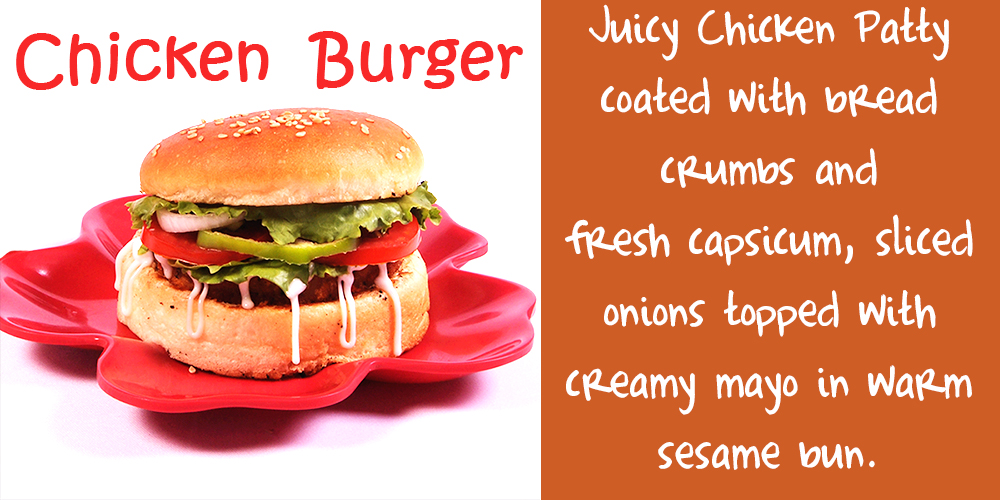 Chicken Burger
Juicy Chicken Patty
coated with bread
crumbs and
fresh capsicum, sliced
onions topped with
creamy mayo in warm
sesame bun.